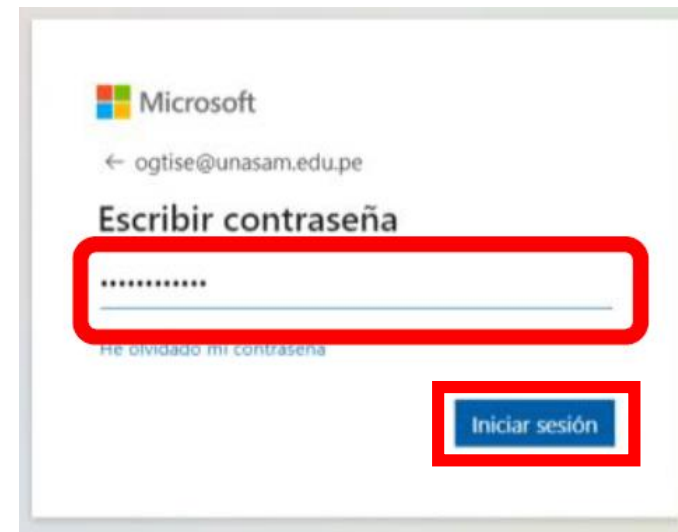 Microsoft
← ogtise@unasam.edu.pe
Escribir contraseña
••••••••••••
He olvidado mi contraseña
Iniciar sesión